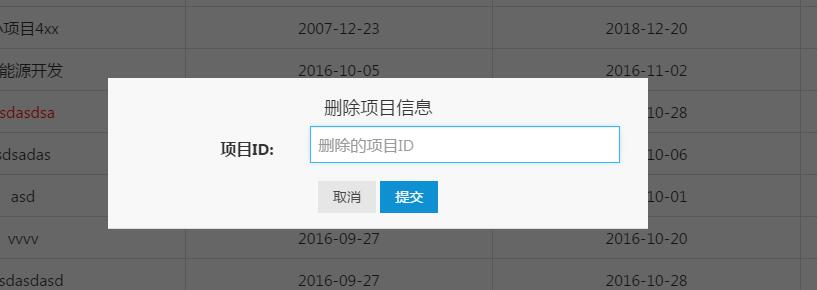 小项目4xx 2007-12-23 2018-12-20
能源开发 2016-10-05 2016-11-02
删除项目信息
sdasdsa 10-28
项目ID: 删除的项目ID
sdsadas 10-06
取消 提交
asd 10-01
vvvv 2016-09-27 2016-10-20
sdasdasd 2016-09-27 2016-10-28